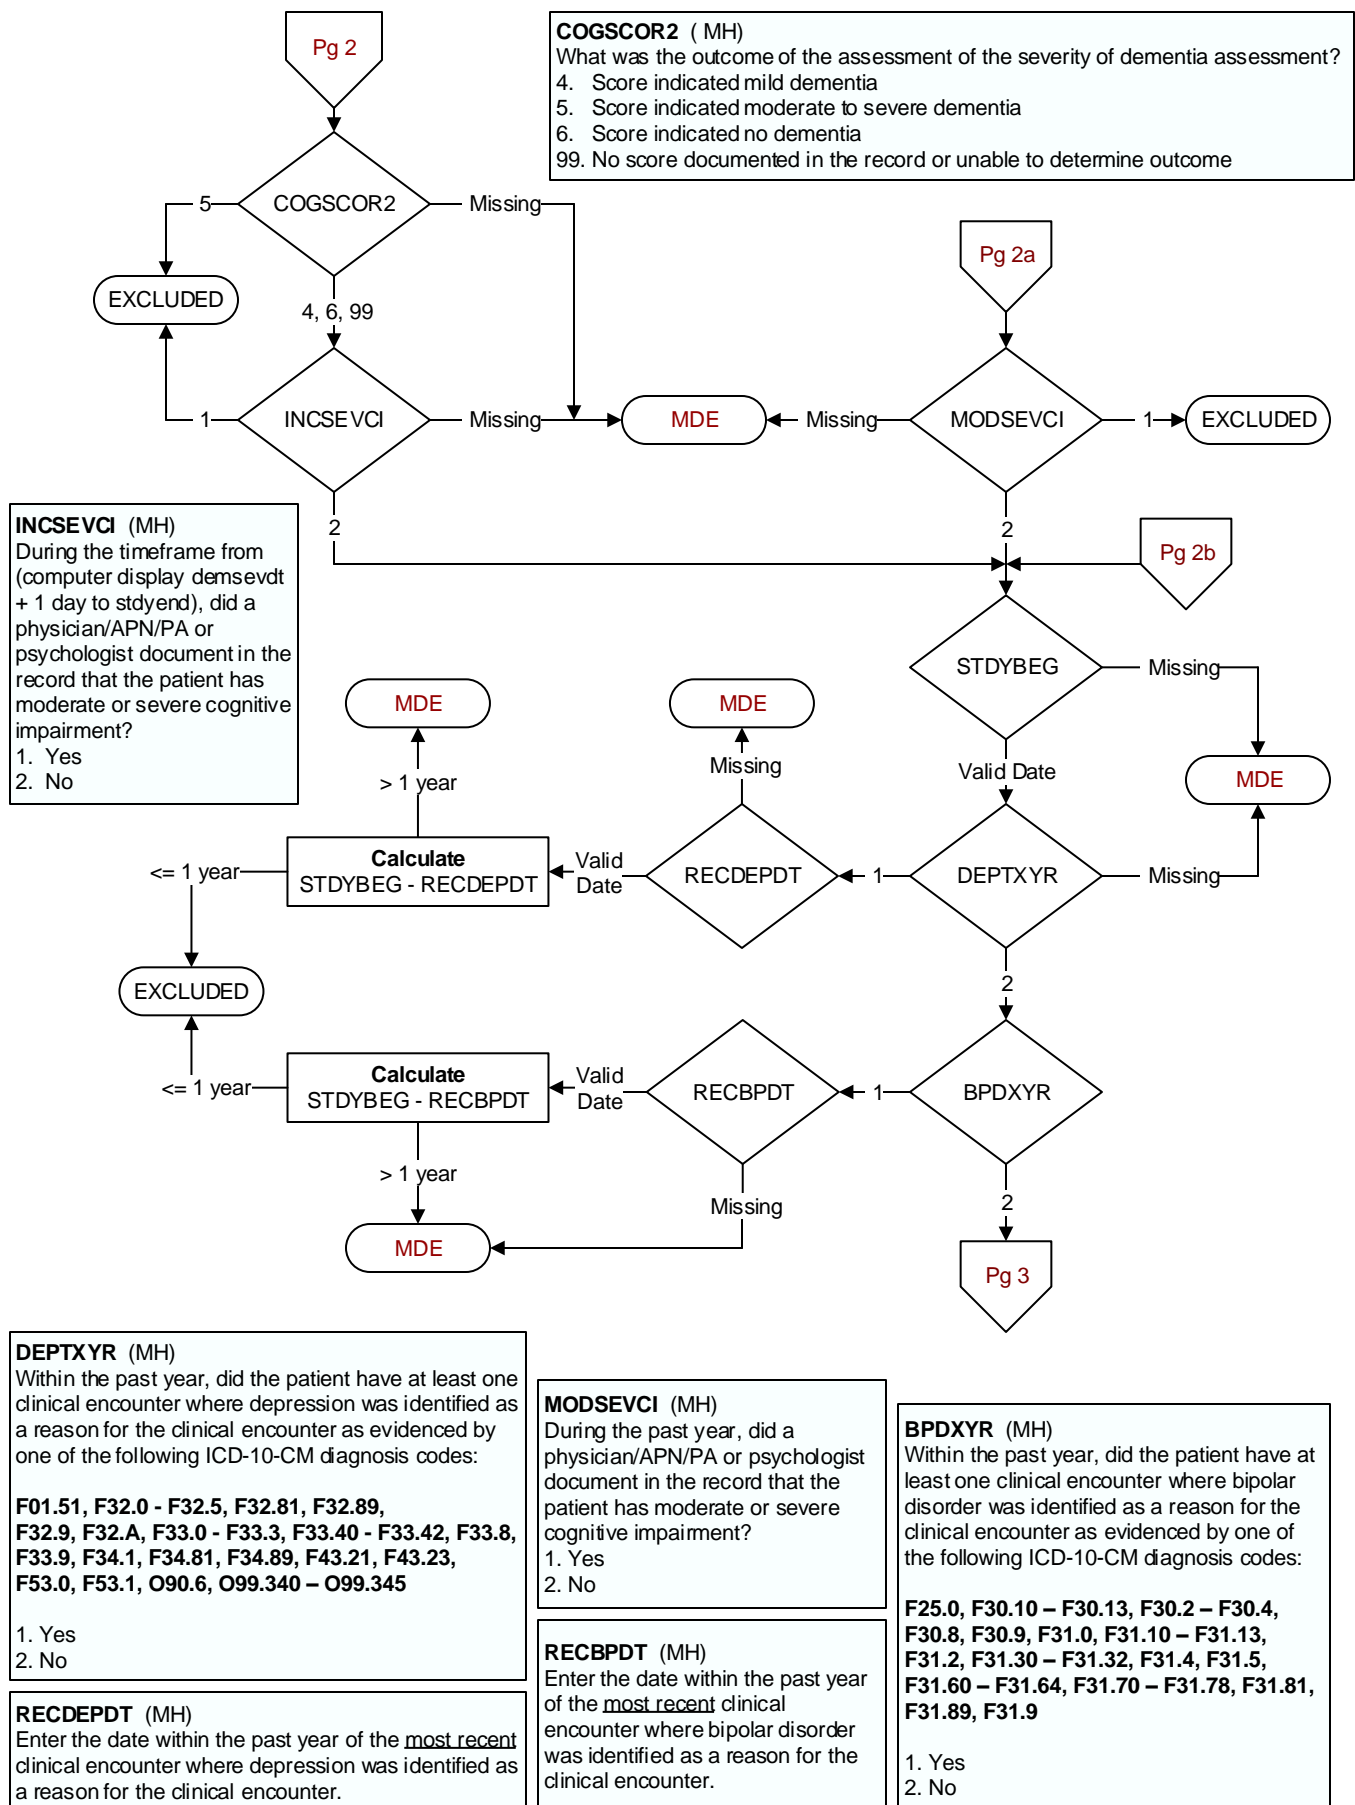 Pg 2
COGSCOR2 ( MH)
What was the outcome of the assessment of the severity of dementia assessment?
4. Score indicated mild dementia
5. Score indicated moderate to severe dementia
6. Score indicated no dementia
99. No score documented in the record or unable to determine outcome
5
COGSCOR2
Missing
Pg 2a
EXCLUDED
4, 6, 99
1
INCSEVCI
Missing
MDE
Missing
MODSEVCI
1
EXCLUDED
2
2
Pg 2b
INCSEVCI (MH)
During the timeframe from
(computer display demsevdt
+ 1 day to stdyend), did a
physician/APN/PA or
psychologist document in the
record that the patient has
moderate or severe cognitive
impairment?
1. Yes
2. No
STDYBEG
Missing
MDE
MDE
> 1 year
Missing
Valid Date
MDE
<= 1 year
Calculate
STDYBEG - RECDEPDT
Valid
Date
RECDEPDT
1
DEPTXYR
Missing
EXCLUDED
2
<= 1 year
Calculate
STDYBEG - RECBPDT
Valid
Date
RECBPDT
1
BPDXYR
> 1 year
Missing
2
MDE
Pg 3
DEPTXYR (MH)
Within the past year, did the patient have at least one
clinical encounter where depression was identified as
a reason for the clinical encounter as evidenced by
one of the following ICD-10-CM diagnosis codes:
F01.51, F32.0 - F32.5, F32.81, F32.89,
F32.9, F32.A, F33.0 - F33.3, F33.40 - F33.42, F33.8,
F33.9, F34.1, F34.81, F34.89, F43.21, F43.23,
F53.0, F53.1, O90.6, O99.340 – O99.345
1. Yes
2. No
RECDEPDT (MH)
Enter the date within the past year of the most recent
clinical encounter where depression was identified as
a reason for the clinical encounter.
MODSEVCI (MH)
During the past year, did a
physician/APN/PA or psychologist
document in the record that the
patient has moderate or severe
cognitive impairment?
1. Yes
2. No
RECBPDT (MH)
Enter the date within the past year
of the most recent clinical
encounter where bipolar disorder
was identified as a reason for the
clinical encounter.
BPDXYR (MH)
Within the past year, did the patient have at
least one clinical encounter where bipolar
disorder was identified as a reason for the
clinical encounter as evidenced by one of
the following ICD-10-CM diagnosis codes:
F25.0, F30.10 – F30.13, F30.2 – F30.4,
F30.8, F30.9, F31.0, F31.10 – F31.13,
F31.2, F31.30 – F31.32, F31.4, F31.5,
F31.60 – F31.64, F31.70 – F31.78, F31.81,
F31.89, F31.9
1. Yes
2. No